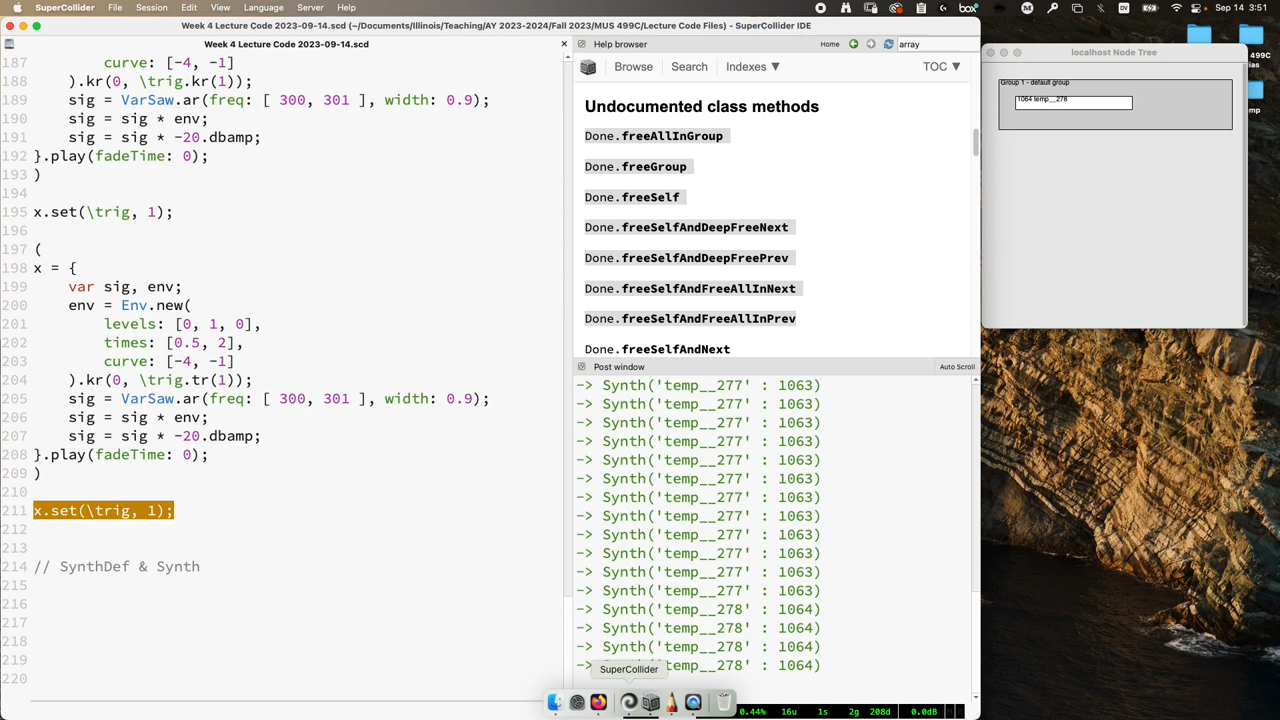 SuperCollider File Session Edit View Language Server Help
DV
Sep 14 3:51
Week 4 Lecture Code 2023-09-14.scd (~/Documents/Illinois/Teaching/AY 2023-2024/Fall 2023/MUS 499C/Lecture Code Files) - SuperCollider IDE
Week 4 Lecture Code 2023-09-14.scd
187 curve: [-4, -1]
188 ).kr(0, \trig.kr(1));
189 sig = VarSaw.ar(freq: [ 300, 301 ], width: 0.9);
190 sig = sig * env;
191 sig = sig * -20.dbamp;
192 }.play(fadeTime: 0);
193 )
194
195 x.set(\trig, 1);
196
197 (
198 x = {
199 var sig, env;
200 env = Env.new(
201 levels: [0, 1, 0],
202 times: [0.5, 2],
203 curve: [-4, -1]
204 ).kr(0, \trig.tr(1));
205 sig = VarSaw.ar(freq: [ 300, 301 ], width: 0.9);
206 sig = sig * env;
207 sig = sig * -20.dbamp;
208 }.play(fadeTime: 0);
209 )
210
211 x.set(\trig, 1);
212
213
214 // SynthDef & Synth
215
216
217
218
219
220
Help browser
Home
array
Browse Search Indexes ▼ TOC ▼
Undocumented class methods
Done.freeAllInGroup
Done.freeGroup
Done.freeSelf
Done.freeSelfAndDeepFreeNext
Done.freeSelfAndDeepFreePrev
Done.freeSelfAndFreeAllInNext
Done.freeSelfAndFreeAllInPrev
Done.freeSelfAndNext
Post window
Auto Scroll
-> Synth('temp__277' : 1063)
-> Synth('temp__277' : 1063)
-> Synth('temp__277' : 1063)
-> Synth('temp__277' : 1063)
-> Synth('temp__277' : 1063)
-> Synth('temp__277' : 1063)
-> Synth('temp__277' : 1063)
-> Synth('temp__277' : 1063)
-> Synth('temp__277' : 1063)
-> Synth('temp__277' : 1063)
-> Synth('temp__277' : 1063)
-> Synth('temp__277' : 1063)
-> Synth('temp__278' : 1064)
-> Synth('temp__278' : 1064)
-> Synth('temp__278' : 1064)
-> Synth('temp__278' : 1064)
SuperCollider
0.44% 16u 1s 2g 208d 0.0dB
localhost Node Tree
Group 1 - default group
1064 temp__278
499C